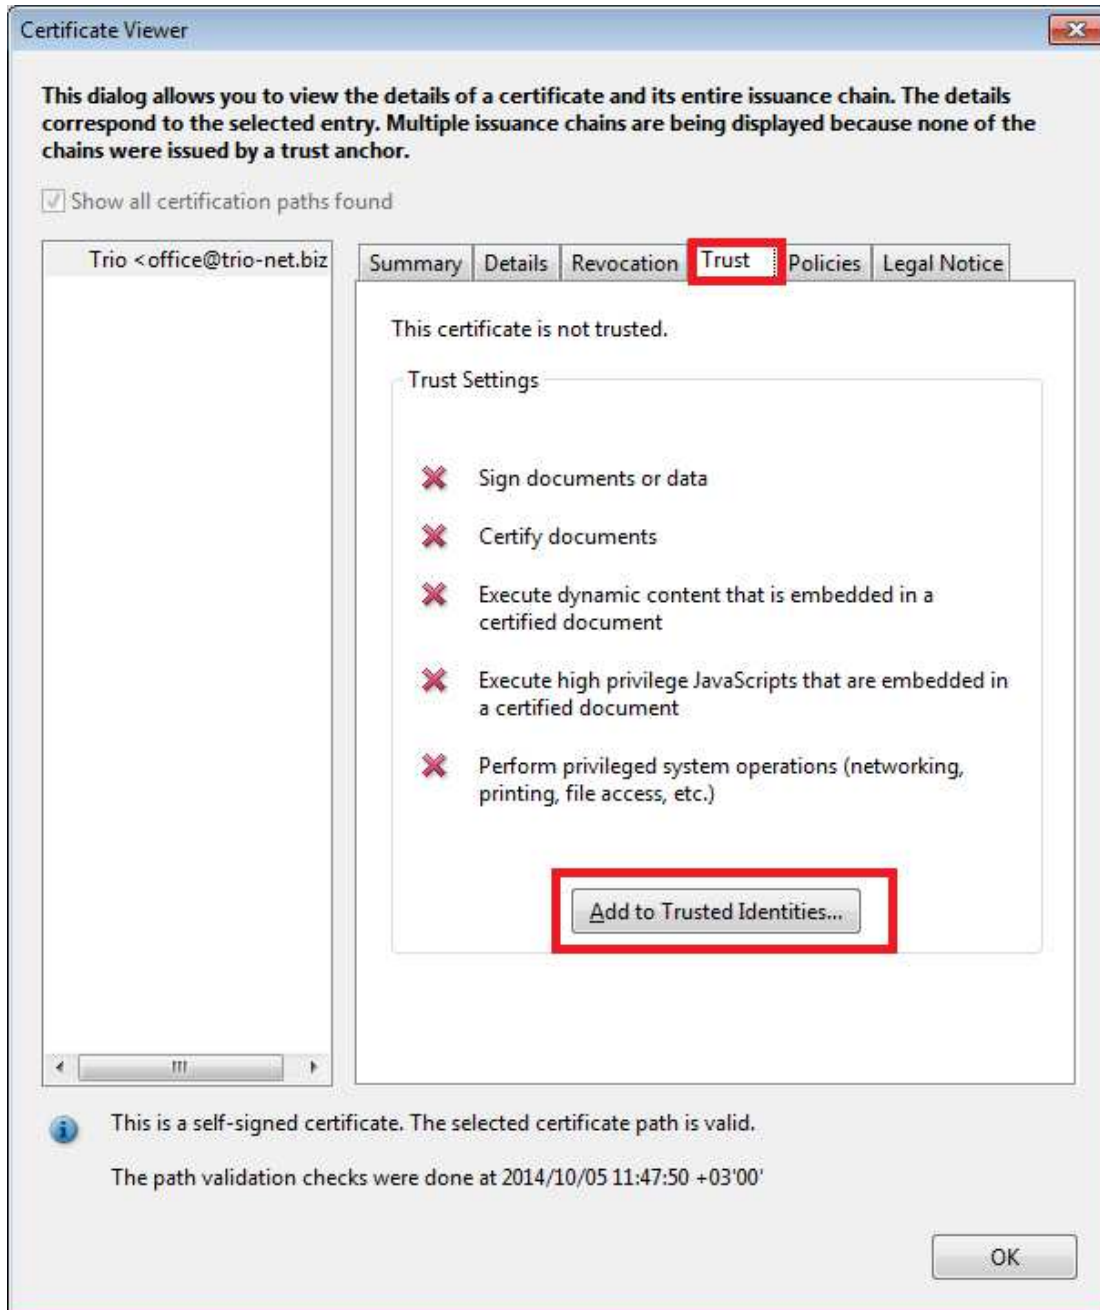 Certificate Viewer
This dialog allows you to view the details of a certificate and its entire issuance chain. The details
correspond to the selected entry. Multiple issuance chains are being displayed because none of the
chains were issued by a trust anchor.
Show all certification paths found
Trio <office@trio-net.biz
Summary Details Revocation Trust Policies Legal Notice
This certificate is not trusted.
Trust Settings
Sign documents or data
Certify documents
Execute dynamic content that is embedded in a
certified document
Execute high privilege JavaScripts that are embedded in
a certified document
Perform privileged system operations (networking,
printing, file access, etc.)
Add to Trusted Identities...
This is a self-signed certificate. The selected certificate path is valid.
The path validation checks were done at 2014/10/05 11:47:50 +03'00'
OK